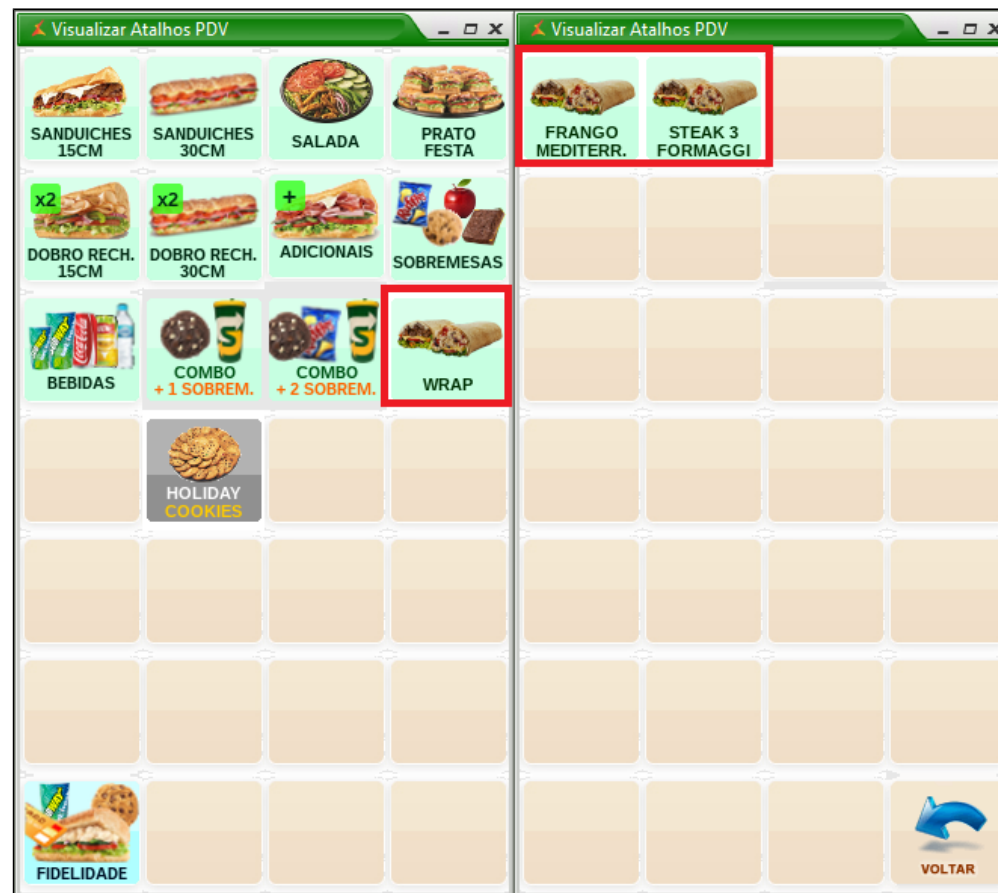 Visualizar Atalhos PDV
SANDUICHES
15CM
SANDUICHES
30CM
SALADA
PRATO
FESTA
x2
DOBRO RECH.
15CM
x2
DOBRO RECH.
30CM
+
ADICIONAIS
SOBREMESAS
BEBIDAS
COMBO
+ 1 SOBREM.
COMBO
+ 2 SOBREM.
WRAP
HOLIDAY
COOKIES
FIDELIDADE
Visualizar Atalhos PDV
FRANGO
MEDITERR.
STEAK 3
FORMAGGI
VOLTAR